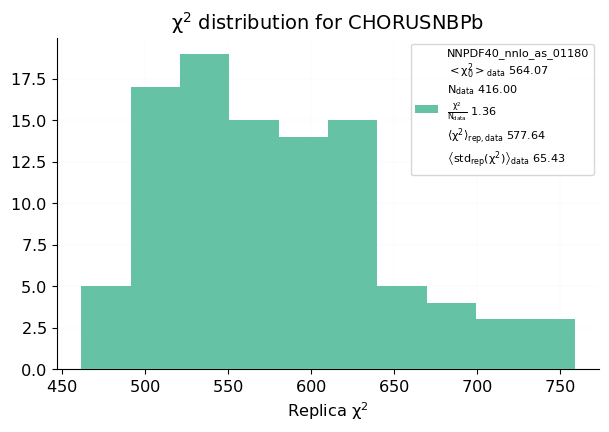 χ² distribution for CHORUSNBPb
NNPDF40_nnlo_as_01180
<χ₀²>data 564.07
Ndata 416.00
χ²/Ndata 1.36
⟨χ²⟩rep, data 577.64
⟨stdrep(χ²)⟩data 65.43
17.5
15.0
12.5
10.0
7.5
5.0
2.5
0.0
450 500 550 600 650 700 750
Replica χ²